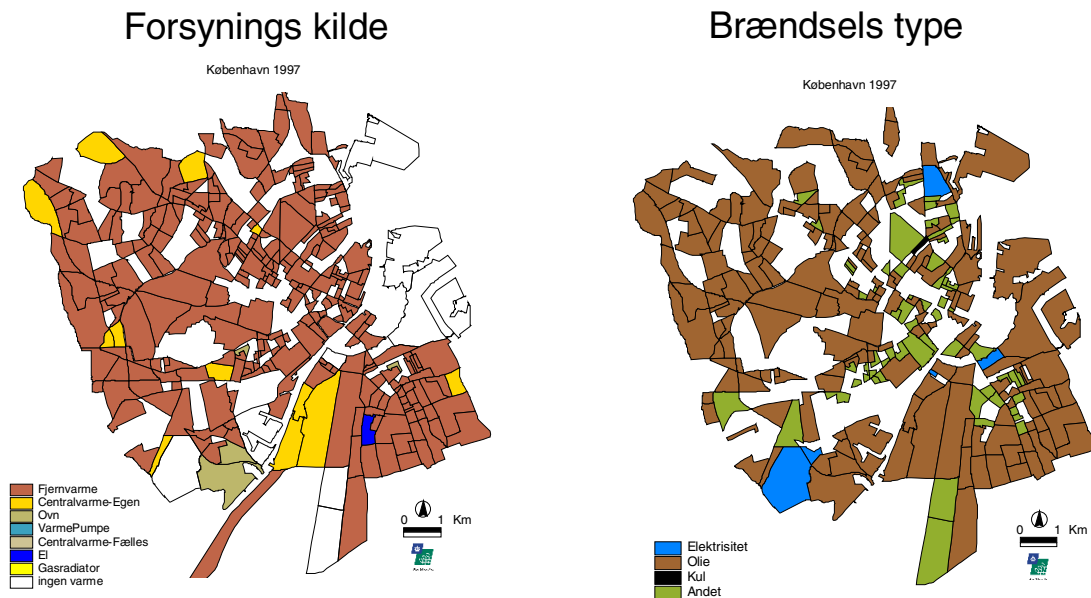 Forsynings kilde
København 1997
Fjernvarme
Centralvarme-Egen
Ovn
VarmePumpe
Centralvarme-Fælles
El
Gasradiator
ingen varme
0 1 Km
Brændsels type
København 1997
Elektrisitet
Olie
Kul
Andet
0 1 Km